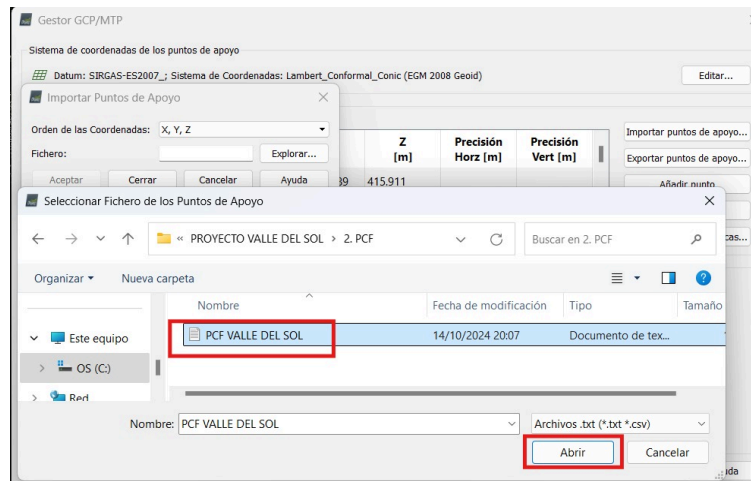 Gestor GCP/MTP
Sistema de coordenadas de los puntos de apoyo
Datum: SIRGAS-ES2007_; Sistema de Coordenadas: Lambert_Conformal_Conic (EGM 2008 Geoid)
Editar...
Importar Puntos de Apoyo
Orden de las Coordenadas: X, Y, Z
Fichero:
Explorar...
Aceptar Cerrar Cancelar Ayuda
Z [m]
Precisión Horz [m]
Precisión Vert [m]
39 415.911
Importar puntos de apoyo...
Exportar puntos de apoyo...
Añadir punto
cas...
Seleccionar Fichero de los Puntos de Apoyo
« PROYECTO VALLE DEL SOL > 2. PCF
Buscar en 2. PCF
Organizar Nueva carpeta
Nombre Fecha de modificación Tipo Tamaño
Este equipo
OS (C:)
Red
PCF VALLE DEL SOL 14/10/2024 20:07 Documento de tex...
Nombre: PCF VALLE DEL SOL
Archivos .txt (*.txt *.csv)
Abrir Cancelar
uda